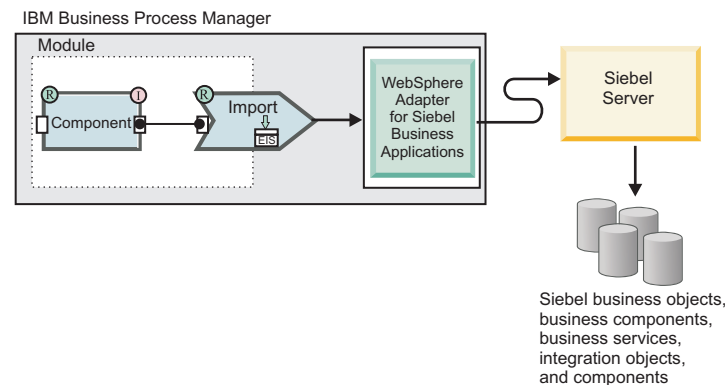 IBM Business Process Manager
Module
R
I
Component
R
Import
EIS
WebSphere
Adapter
for Siebel
Business
Applications
Siebel
Server
Siebel business objects,
business components,
business services,
integration objects,
and components